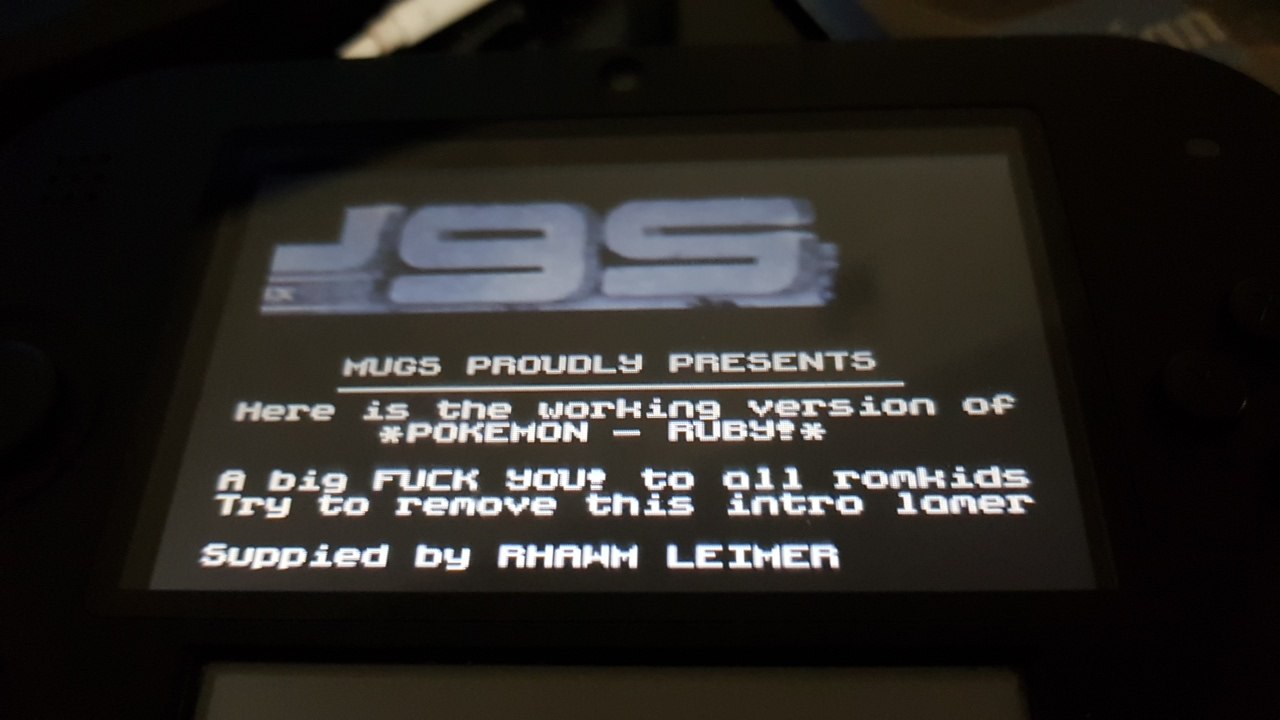 J9S
MUGS PROUDLY PRESENTS
Here is the working version of
*POKEMON - RUBY!*
A big FUCK YOU! to all romkids
Try to remove this intro lamer
Suppied by RHAWM LEIMER